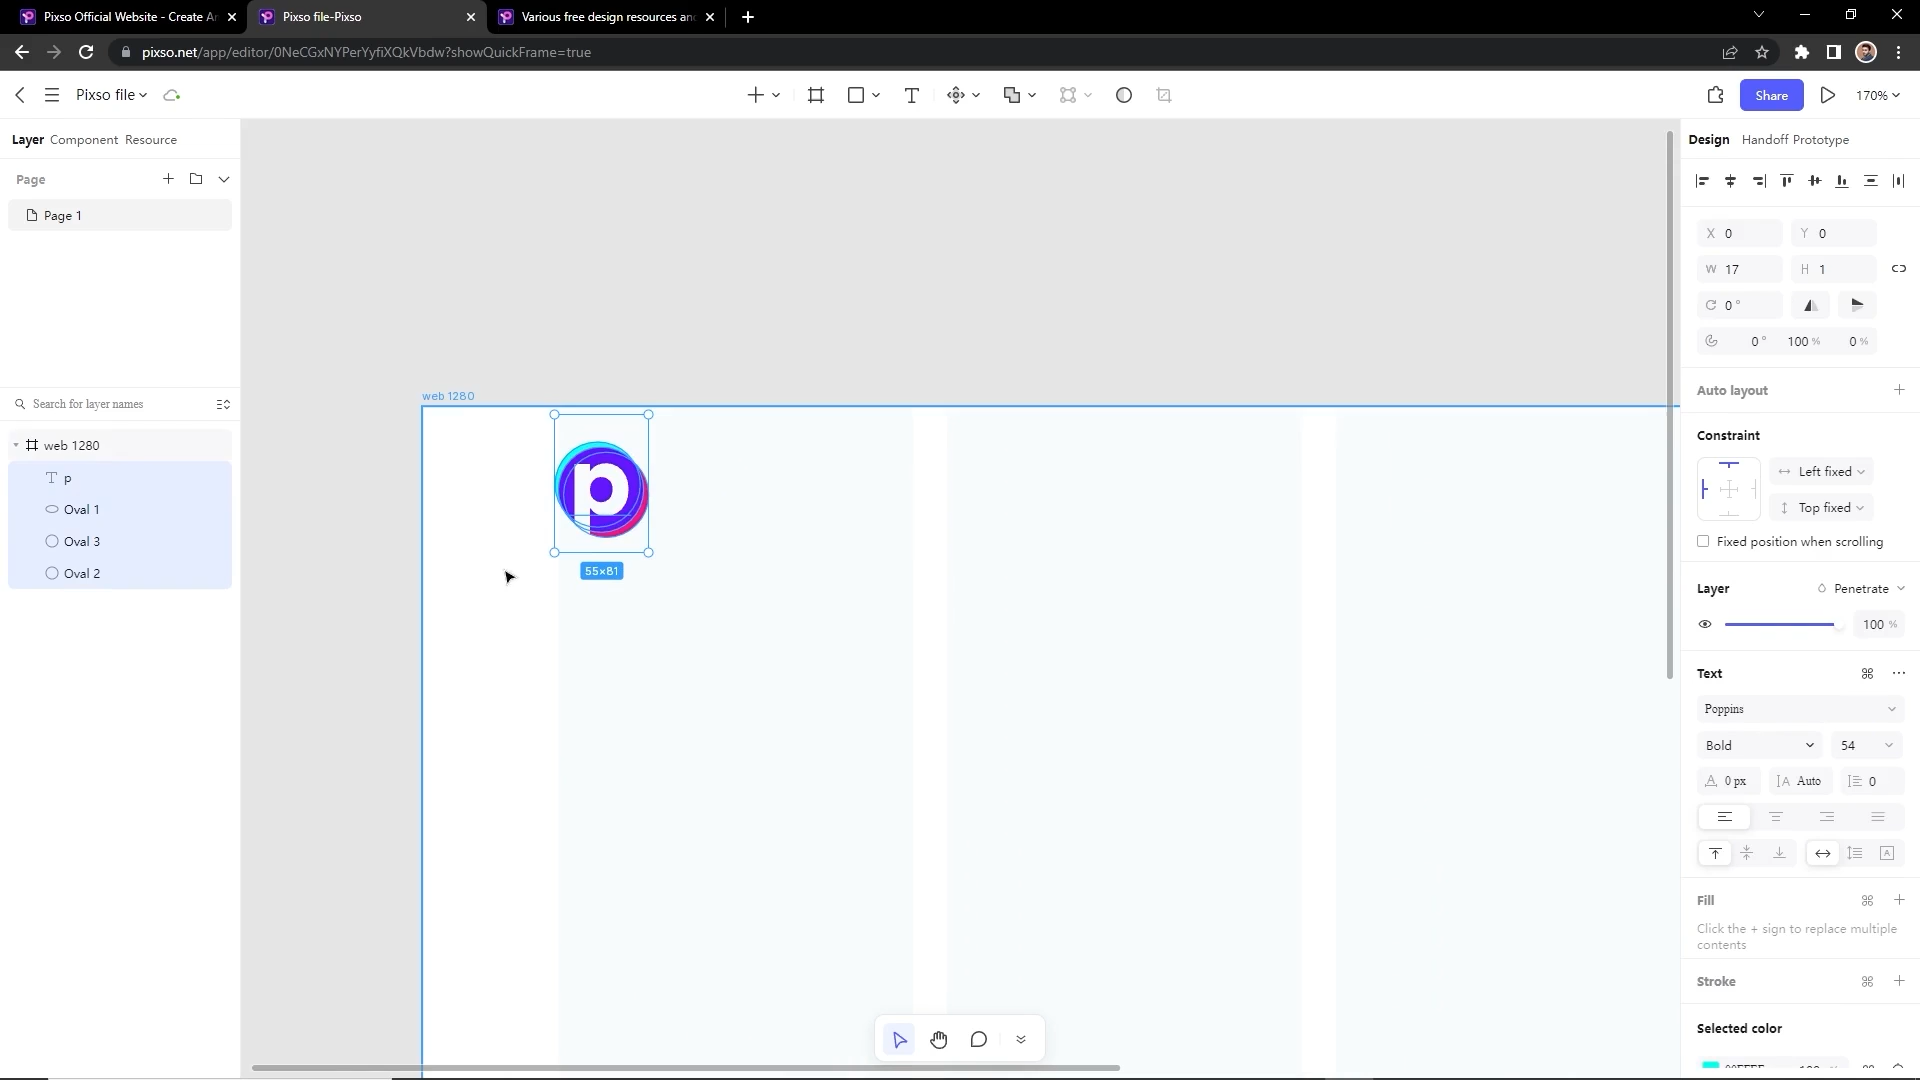 Pixso Official Website - Create Ar
Pixso file-Pixso
Various free design resources an
pixso.net/app/editor/0NeCGxNYPerYyfiXQkVbdw?showQuickFrame=true
Pixso file
Share
170%
Layer Component Resource
Design Handoff Prototype
Page
Page 1
X 0 Y 0
W 17 H 1
0 °
0 ° 100 % 0 %
Auto layout
Search for layer names
web 1280
web 1280
p
Oval 1
Oval 3
Oval 2
p
55×81
Constraint
Left fixed
Top fixed
Fixed position when scrolling
Layer
Penetrate
100 %
Text
Poppins
Bold 54
0 px Auto 0
Fill
Click the + sign to replace multiple
contents
Stroke
Selected color